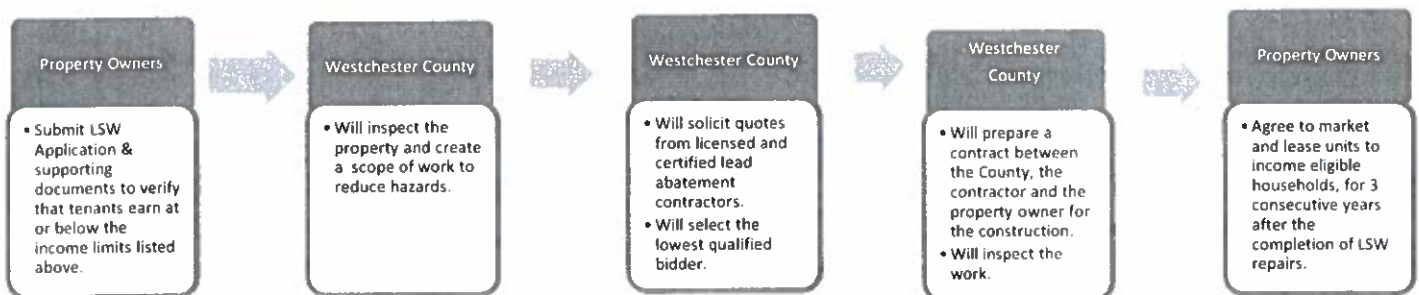 Property Owners
• Submit LSW
Application &
supporting
documents to verify
that tenants earn at
or below the
income limits listed
above.
Westchester County
• Will inspect the
property and create
a scope of work to
reduce hazards.
Westchester County
• Will solicit quotes
from licensed and
certified lead
abatement
contractors.
• Will select the
lowest qualified
bidder.
Westchester
County
• Will prepare a
contract between
the County, the
contractor and the
property owner for
the construction.
• Will inspect the
work.
Property Owners
• Agree to market
and lease units to
income eligible
households, for 3
consecutive years
after the
completion of LSW
repairs.